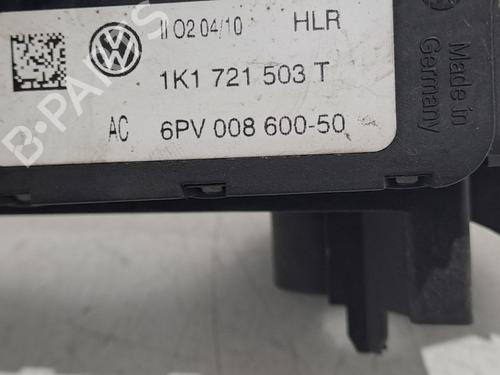 II 02 04/10 HLR
1K1 721 503 T
AC 6PV 008 600-50
Made in
Germany
B-PARTS